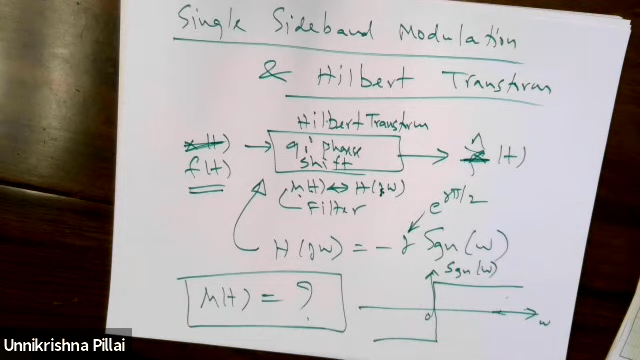 Single Sideband Modulation
& Hilbert Transform
Hilbert Transform
f(t)
90° phase
shift
f̂(t)
h(t) ↔ H(jω)
Filter
e^{jπ/2}
H(jω) = -j Sgn(ω)
Sgn(ω)
h(t) = ?
0
ω
Unnikrishna Pillai